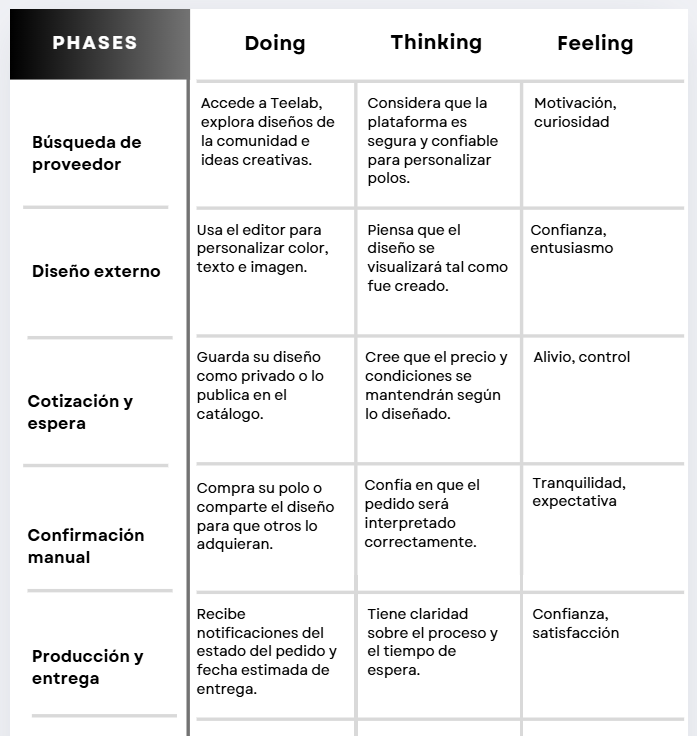 PHASES
Doing
Thinking
Feeling
Búsqueda de
proveedor
Accede a Teelab,
explora diseños de
la comunidad e
ideas creativas.
Considera que la
plataforma es
segura y confiable
para personalizar
polos.
Motivación,
curiosidad
Diseño externo
Usa el editor para
personalizar color,
texto e imagen.
Piensa que el
diseño se
visualizará tal como
fue creado.
Confianza,
entusiasmo
Cotización y
espera
Guarda su diseño
como privado o lo
publica en el
catálogo.
Cree que el precio y
condiciones se
mantendrán según
lo diseñado.
Alivio, control
Confirmación
manual
Compra su polo o
comparte el diseño
para que otros lo
adquieran.
Confía en que el
pedido será
interpretado
correctamente.
Tranquilidad,
expectativa
Producción y
entrega
Recibe
notificaciones del
estado del pedido y
fecha estimada de
entrega.
Tiene claridad
sobre el proceso y
el tiempo de
espera.
Confianza,
satisfacción